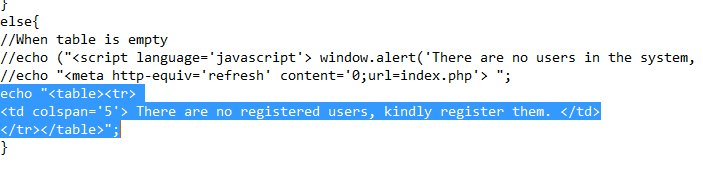 }
else{
//When table is empty
//echo ("<script language='javascript'> window.alert('There are no users in the system,
//echo "<meta http-equiv='refresh' content='0;url=index.php'> ";
echo "<table><tr>
<td colspan='5'> There are no registered users, kindly register them. </td>
</tr></table>";
}